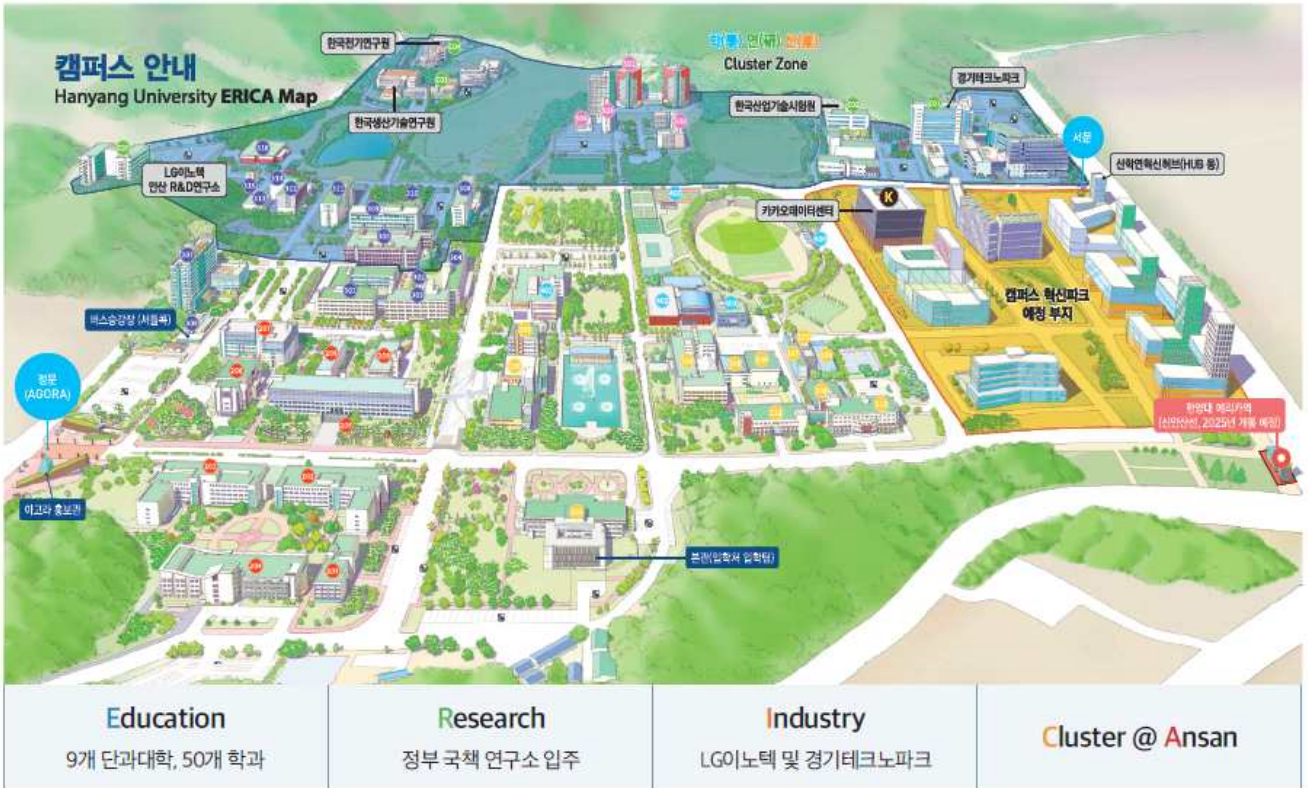 캠퍼스 안내
Hanyang University ERICA Map
한국전기연구원
한국생산기술연구원
학(學) 연(硏) 산(産)
Cluster Zone
한국산업기술시험원
경기테크노파크
서문
산학연혁신허브(HUB 동)
LG이노텍
안산 R&D연구소
K
카카오데이터센터
캠퍼스 혁신파크
예정 부지
버스승강장 (셔틀콕)
정문
(AGORA)
아고라 홍보관
한양대 에리카역
(신안산선, 2025년 개통 예정)
본관(입학처 입학팀)
Education
9개 단과대학, 50개 학과
Research
정부 국책 연구소 입주
Industry
LG이노텍 및 경기테크노파크
Cluster @ Ansan